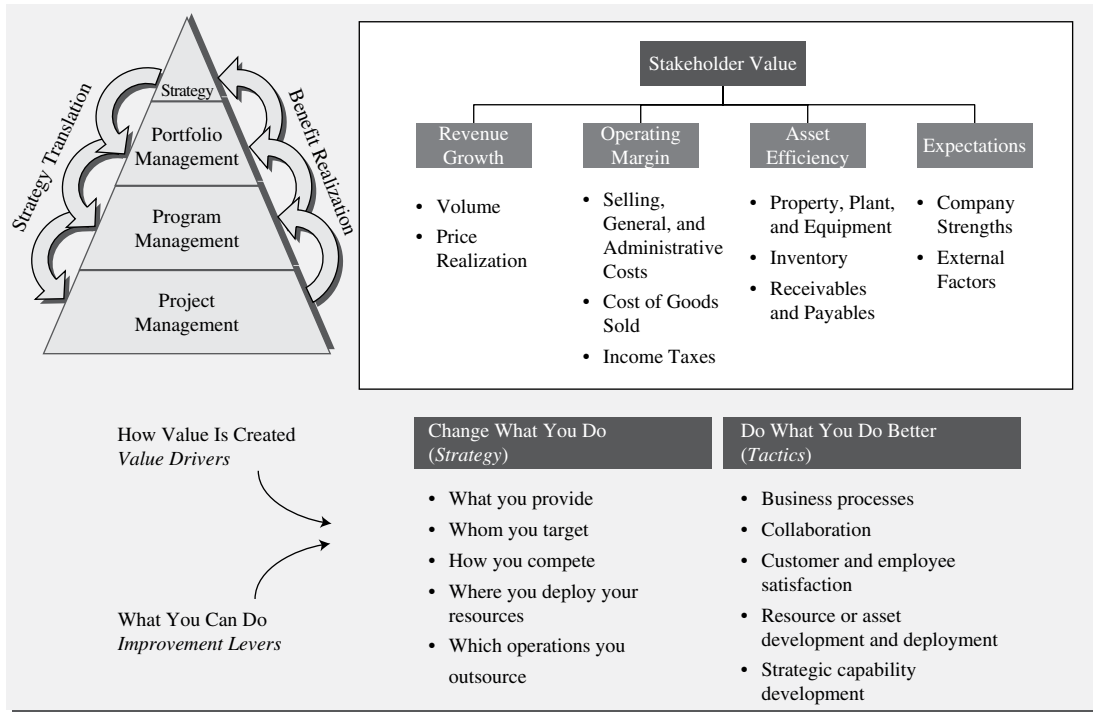 Strategy Translation
Benefit Realization
Strategy
Portfolio
Management
Program
Management
Project
Management
Stakeholder Value
Revenue
Growth
• Volume
• Price
Realization
Operating
Margin
• Selling,
General, and
Administrative
Costs
• Cost of Goods
Sold
• Income Taxes
Asset
Efficiency
• Property, Plant,
and Equipment
• Inventory
• Receivables
and Payables
Expectations
• Company
Strengths
• External
Factors
How Value Is Created
Value Drivers
What You Can Do
Improvement Levers
Change What You Do
(Strategy)
• What you provide
• Whom you target
• How you compete
• Where you deploy your
resources
• Which operations you
outsource
Do What You Do Better
(Tactics)
• Business processes
• Collaboration
• Customer and employee
satisfaction
• Resource or asset
development and deployment
• Strategic capability
development